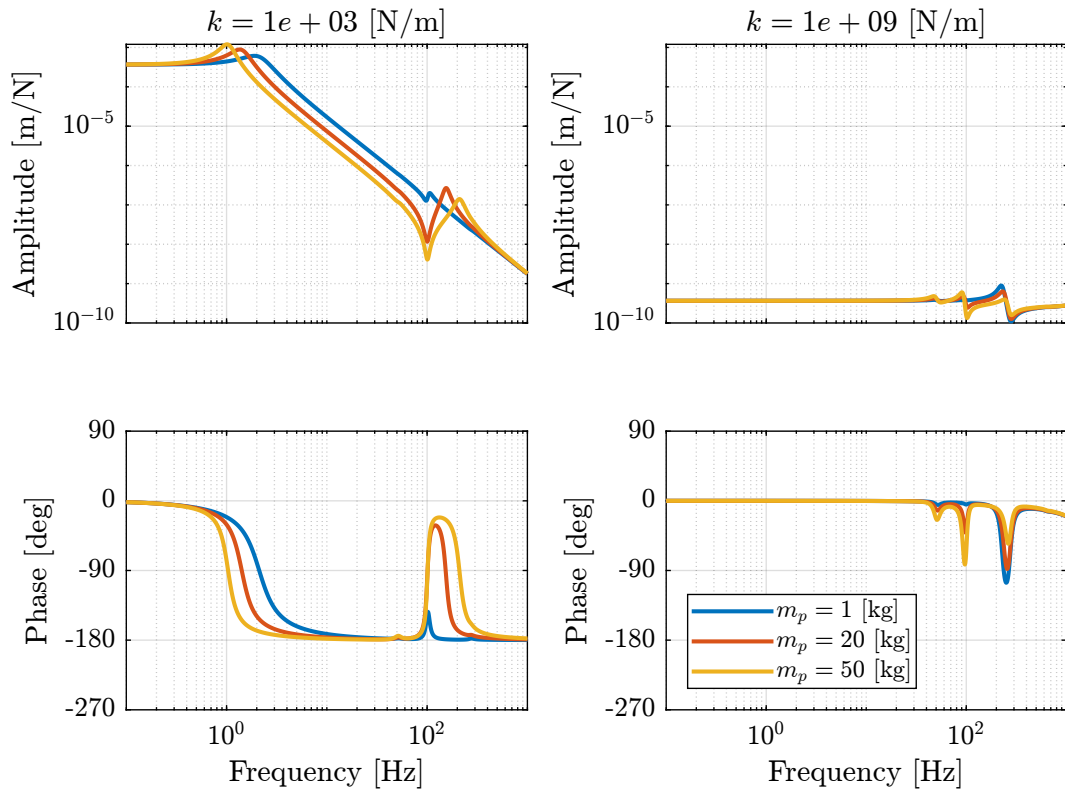 k = 1e + 03 [N/m]
k = 1e + 09 [N/m]
Amplitude [m/N]
10^{-5}
10^{-10}
Amplitude [m/N]
10^{-5}
10^{-10}
Phase [deg]
90
0
-90
-180
-270
10^0
10^2
Frequency [Hz]
Phase [deg]
90
0
-90
-180
-270
m_p = 1 [kg]
m_p = 20 [kg]
m_p = 50 [kg]
10^0
10^2
Frequency [Hz]